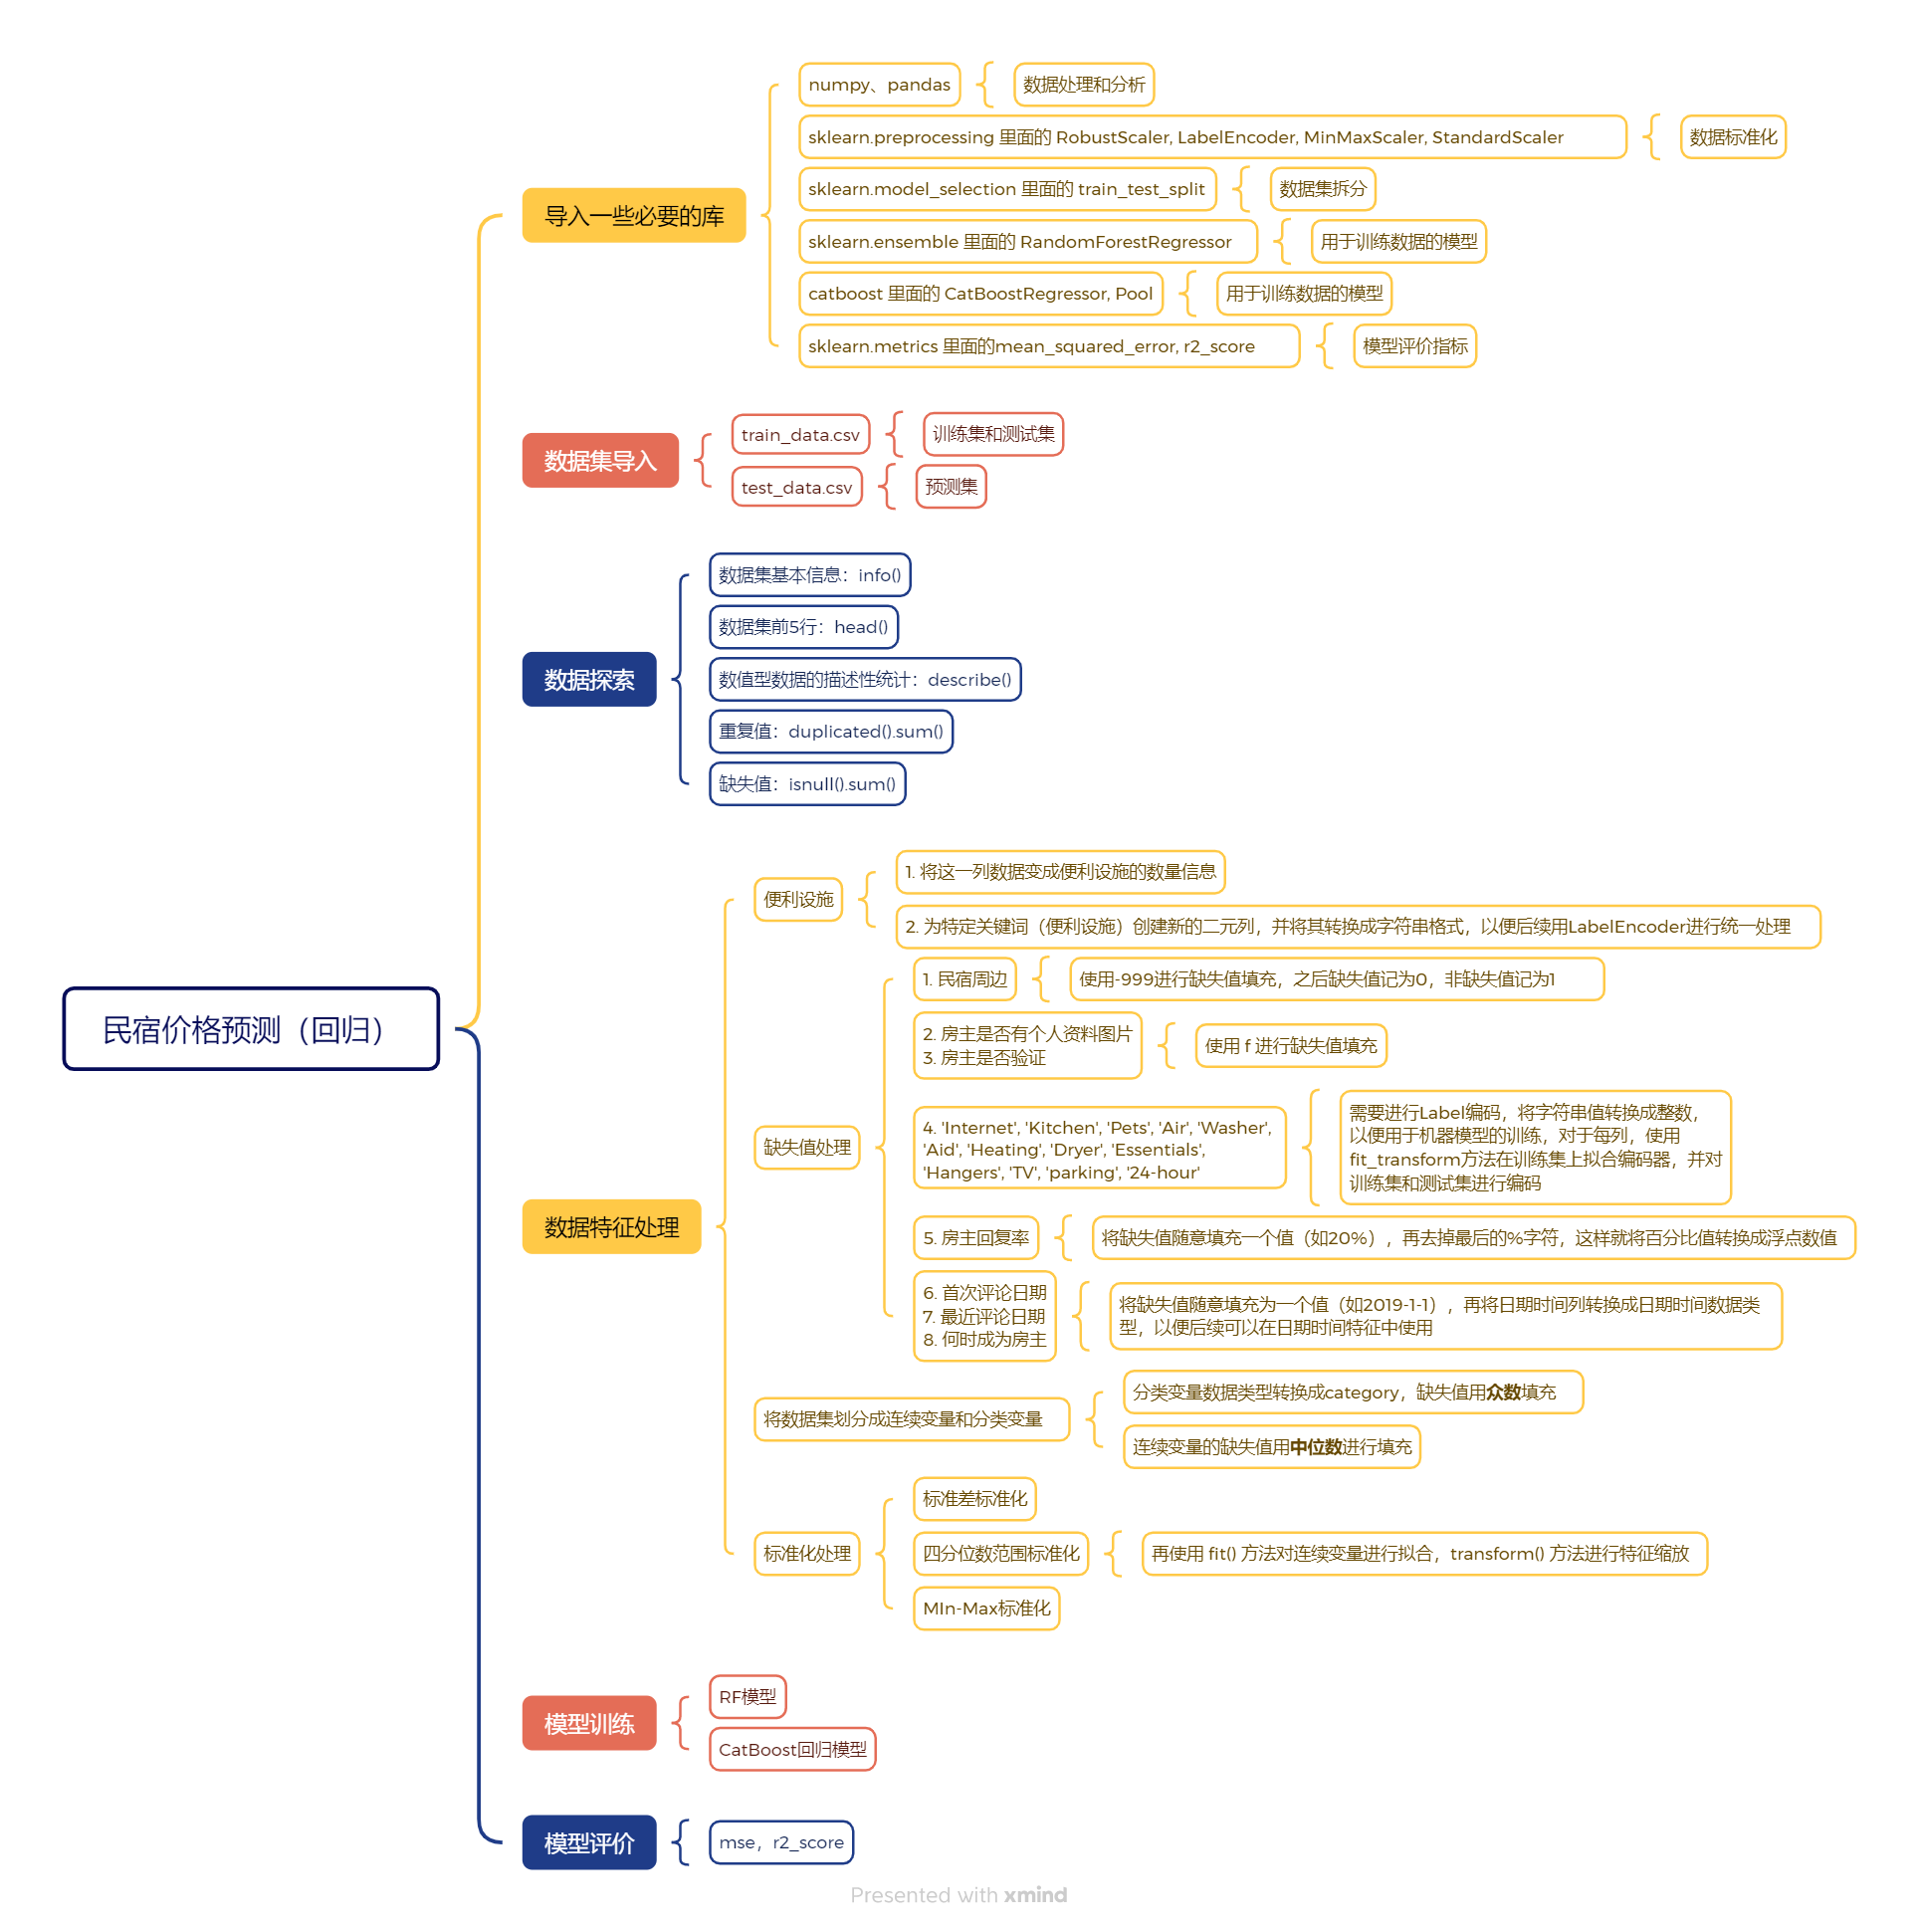 numpy、pandas
数据处理和分析
sklearn.preprocessing 里面的 RobustScaler, LabelEncoder, MinMaxScaler, StandardScaler
数据标准化
导入一些必要的库
sklearn.model_selection 里面的 train_test_split
数据集拆分
sklearn.ensemble 里面的 RandomForestRegressor
用于训练数据的模型
catboost 里面的 CatBoostRegressor, Pool
用于训练数据的模型
sklearn.metrics 里面的mean_squared_error, r2_score
模型评价指标
数据集导入
train_data.csv
训练集和测试集
test_data.csv
预测集
数据探索
数据集基本信息：info()
数据集前5行：head()
数值型数据的描述性统计：describe()
重复值：duplicated().sum()
缺失值：isnull().sum()
民宿价格预测（回归）
数据特征处理
便利设施
1. 将这一列数据变成便利设施的数量信息
2. 为特定关键词（便利设施）创建新的二元列，并将其转换成字符串格式，以便后续用LabelEncoder进行统一处理
缺失值处理
1. 民宿周边
使用-999进行缺失值填充，之后缺失值记为0，非缺失值记为1
2. 房主是否有个人资料图片
3. 房主是否验证
使用 f 进行缺失值填充
4. 'Internet', 'Kitchen', 'Pets', 'Air', 'Washer',
'Aid', 'Heating', 'Dryer', 'Essentials',
'Hangers', 'TV', 'parking', '24-hour'
需要进行Label编码，将字符串值转换成整数，
以便用于机器模型的训练，对于每列，使用
fit_transform方法在训练集上拟合编码器，并对
训练集和测试集进行编码
5. 房主回复率
将缺失值随意填充一个值（如20%），再去掉最后的%字符，这样就将百分比值转换成浮点数值
6. 首次评论日期
7. 最近评论日期
8. 何时成为房主
将缺失值随意填充为一个值（如2019-1-1），再将日期时间列转换成日期时间数据类
型，以便后续可以在日期时间特征中使用
将数据集划分成连续变量和分类变量
分类变量数据类型转换成category，缺失值用众数填充
连续变量的缺失值用中位数进行填充
标准化处理
标准差标准化
四分位数范围标准化
再使用 fit() 方法对连续变量进行拟合，transform() 方法进行特征缩放
MIn-Max标准化
模型训练
RF模型
CatBoost回归模型
模型评价
mse，r2_score
Presented with xmind